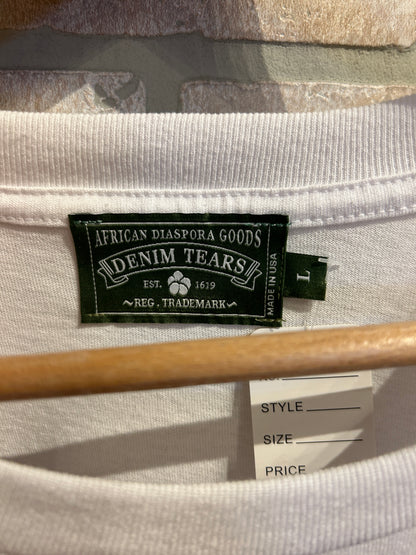 AFRICAN DIASPORA GOODS
DENIM TEARS
EST. 1619
~REG. TRADEMARK~
MADE IN USA
L
STYLE
SIZE
PRICE